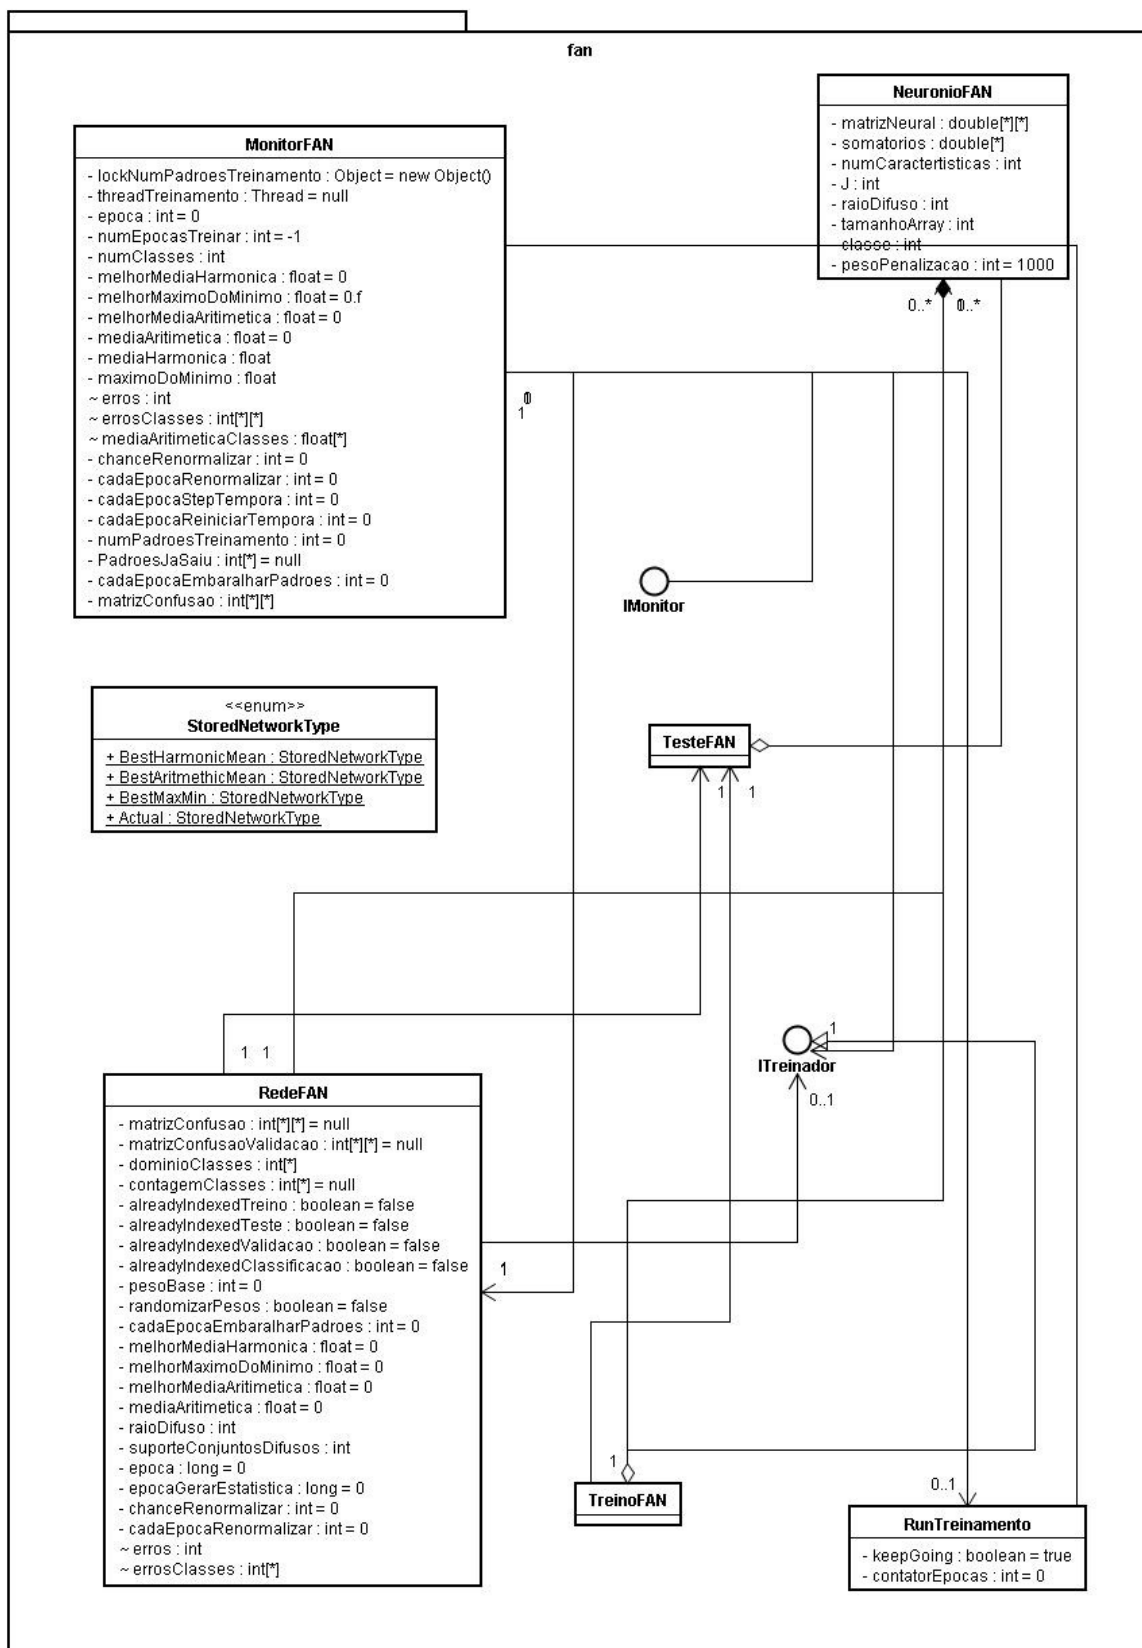 fan
NeuronioFAN
- matrizNeural : double[*][*]
- somatorios : double[*]
- numCaractertisticas : int
- J : int
- raioDifuso : int
- tamanhoArray : int
- classe : int
- pesoPenalizacao : int = 1000
0..*
0..*
MonitorFAN
- lockNumPadroesTreinamento : Object = new Object()
- threadTreinamento : Thread = null
- epoca : int = 0
- numEpocasTreinar : int = -1
- numClasses : int
- melhorMediaHarmonica : float = 0
- melhorMaximoDoMinimo : float = 0.f
- melhorMediaAritimetica : float = 0
- mediaAritimetica : float = 0
- mediaHarmonica : float
- maximoDoMinimo : float
~ erros : int
~ errosClasses : int[*][*]
~ mediaAritimeticaClasses : float[*]
- chanceRenormalizar : int = 0
- cadaEpocaRenormalizar : int = 0
- cadaEpocaStepTempora : int = 0
- cadaEpocaReiniciarTempora : int = 0
- numPadroesTreinamento : int = 0
- PadroesJaSaiu : int[*] = null
- cadaEpocaEmbaralharPadroes : int = 0
- matrizConfusao : int[*][*]
1
IMonitor
<<enum>>
StoredNetworkType
+ BestHarmonicMean : StoredNetworkType
+ BestAritmethicMean : StoredNetworkType
+ BestMaxMin : StoredNetworkType
+ Actual : StoredNetworkType
TesteFAN
1 1
1
ITreinador
0..1
1 1
RedeFAN
- matrizConfusao : int[*][*] = null
- matrizConfusaoValidacao : int[*][*] = null
- dominioClasses : int[*]
- contagemClasses : int[*] = null
- alreadyIndexedTreino : boolean = false
- alreadyIndexedTeste : boolean = false
- alreadyIndexedValidacao : boolean = false
- alreadyIndexedClassificacao : boolean = false
- pesoBase : int = 0
- randomizarPesos : boolean = false
- cadaEpocaEmbaralharPadroes : int = 0
- melhorMediaHarmonica : float = 0
- melhorMaximoDoMinimo : float = 0
- melhorMediaAritimetica : float = 0
- mediaAritimetica : float = 0
- raioDifuso : int
- suporteConjuntosDifusos : int
- epoca : long = 0
- epocaGerarEstatistica : long = 0
- chanceRenormalizar : int = 0
- cadaEpocaRenormalizar : int = 0
~ erros : int
~ errosClasses : int[*]
1
1
TreinoFAN
0..1
RunTreinamento
- keepGoing : boolean = true
- contatorEpocas : int = 0